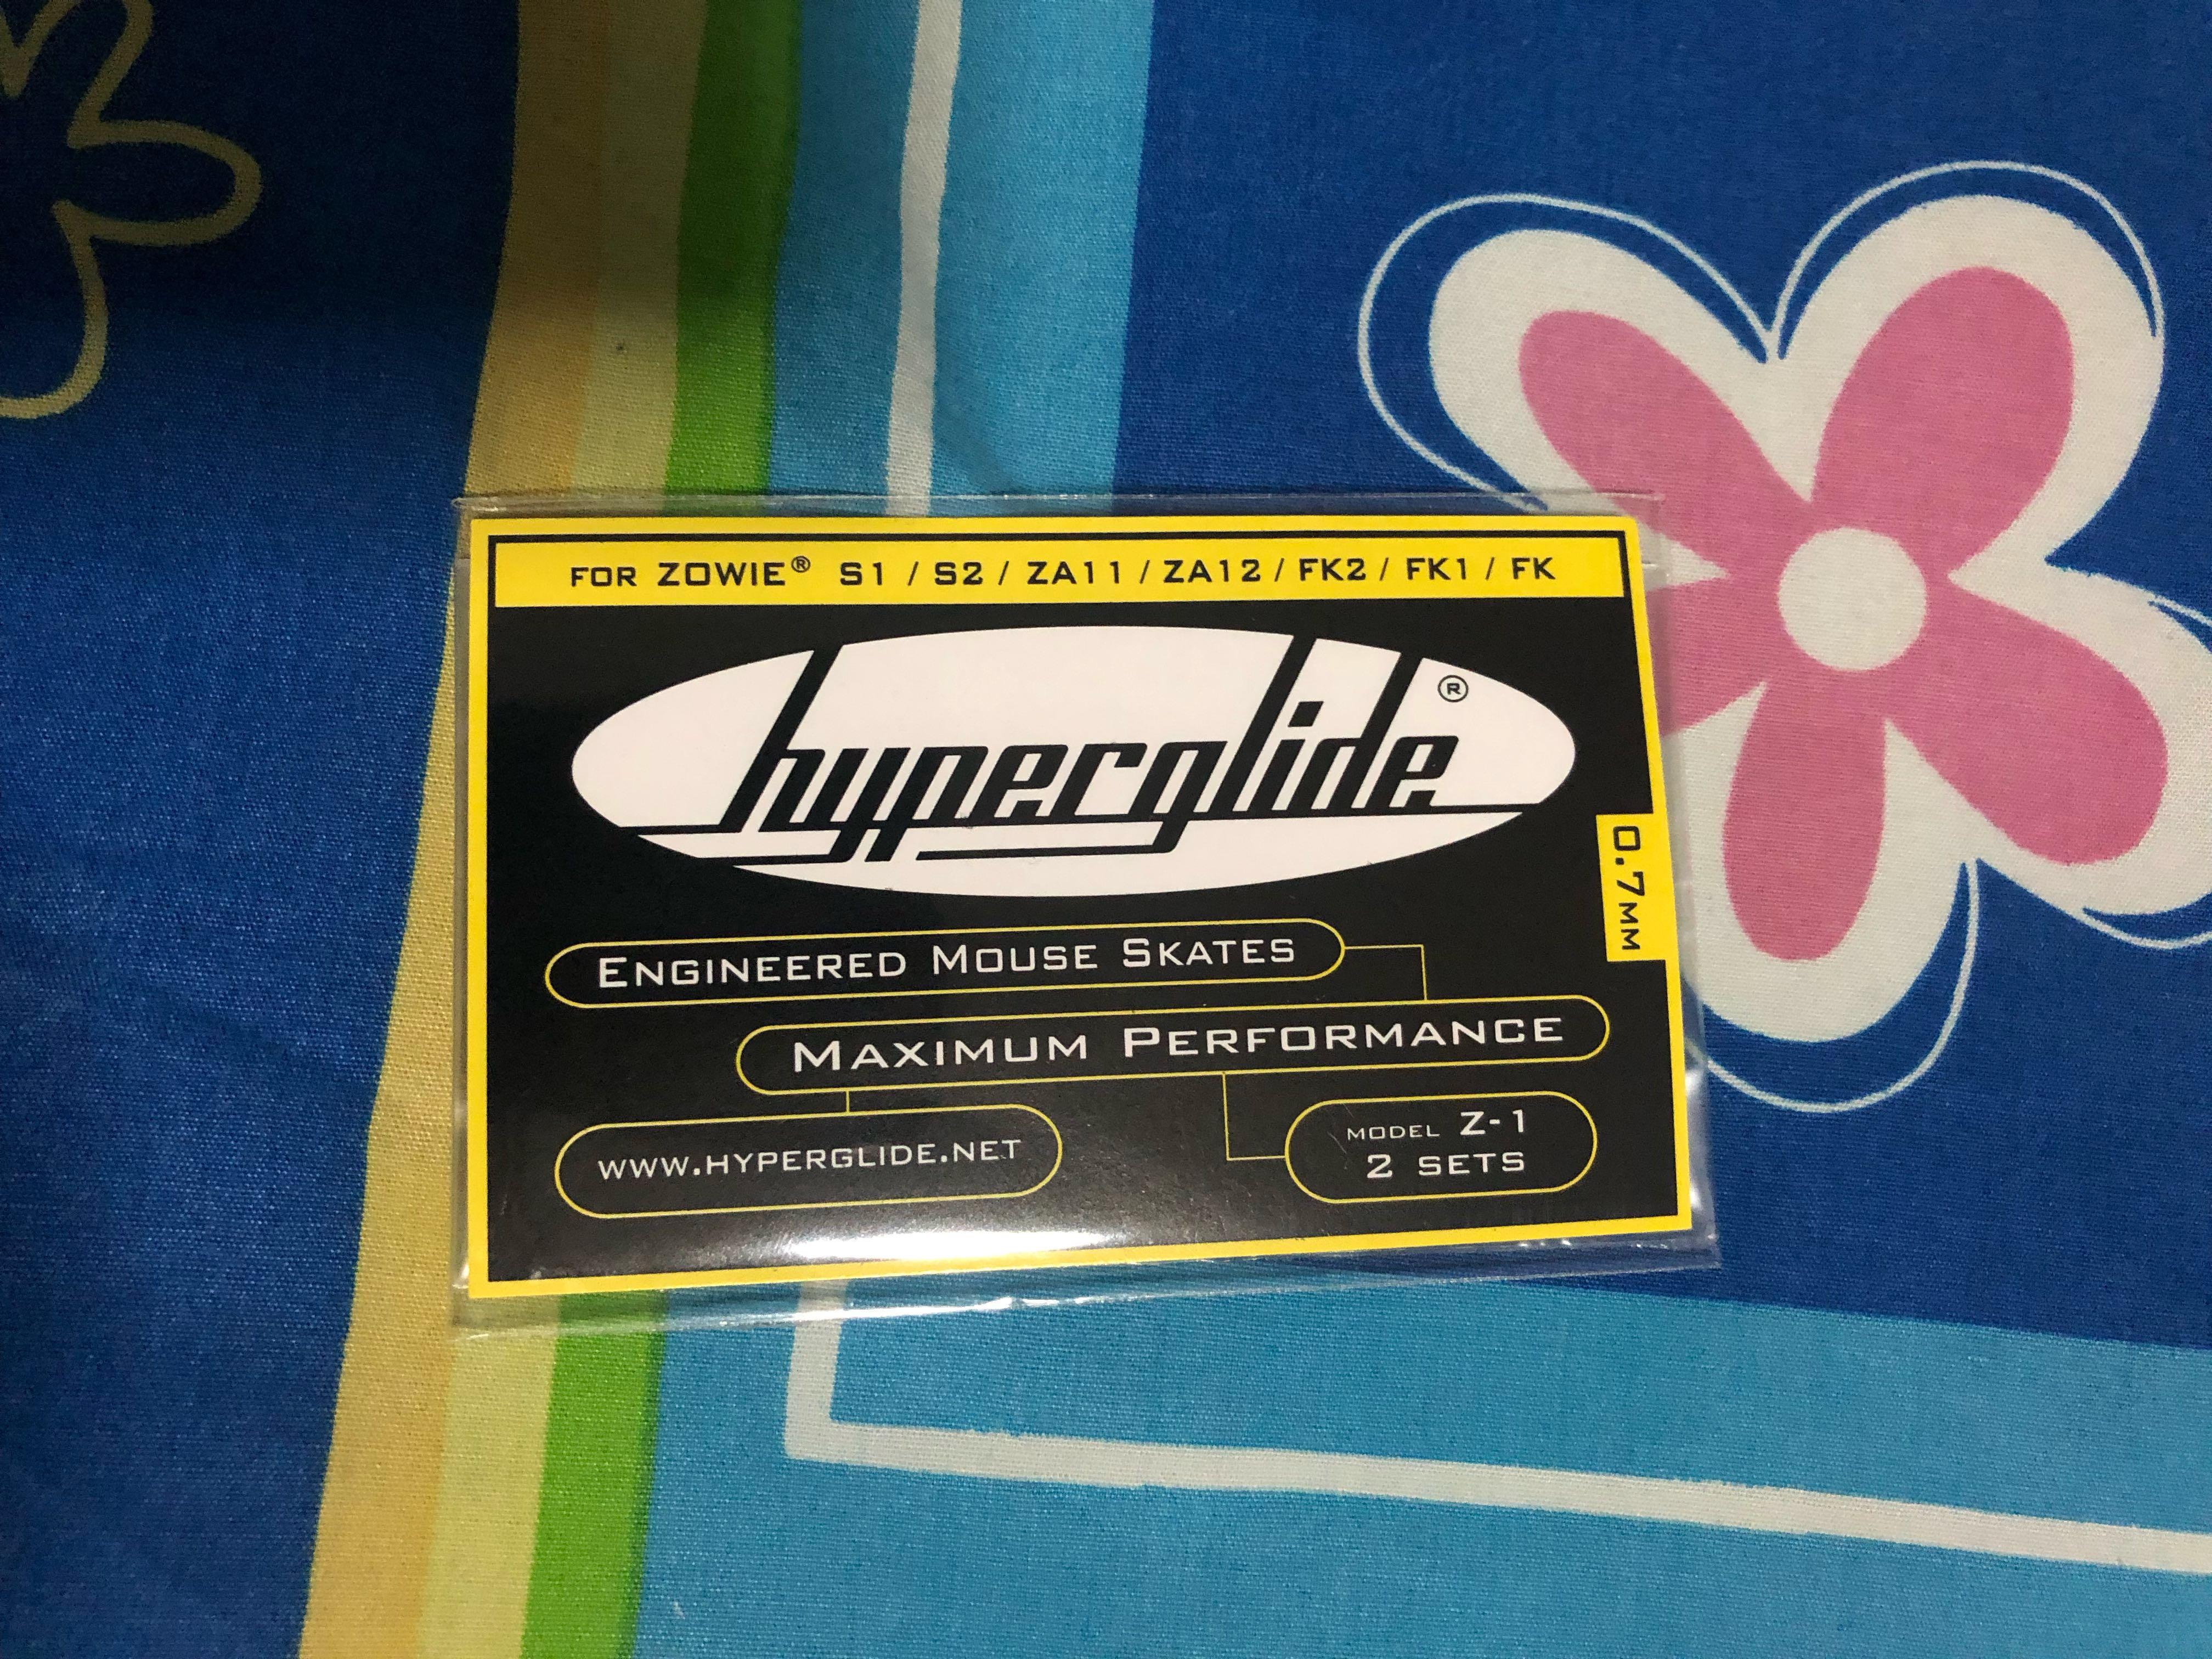 FOR ZOWIE® S1 / S2 / ZA11 / ZA12 / FK2 / FK1 / FK
hyperglide®
0.7MM
ENGINEERED MOUSE SKATES
MAXIMUM PERFORMANCE
WWW.HYPERGLIDE.NET
MODEL Z-1
2 SETS